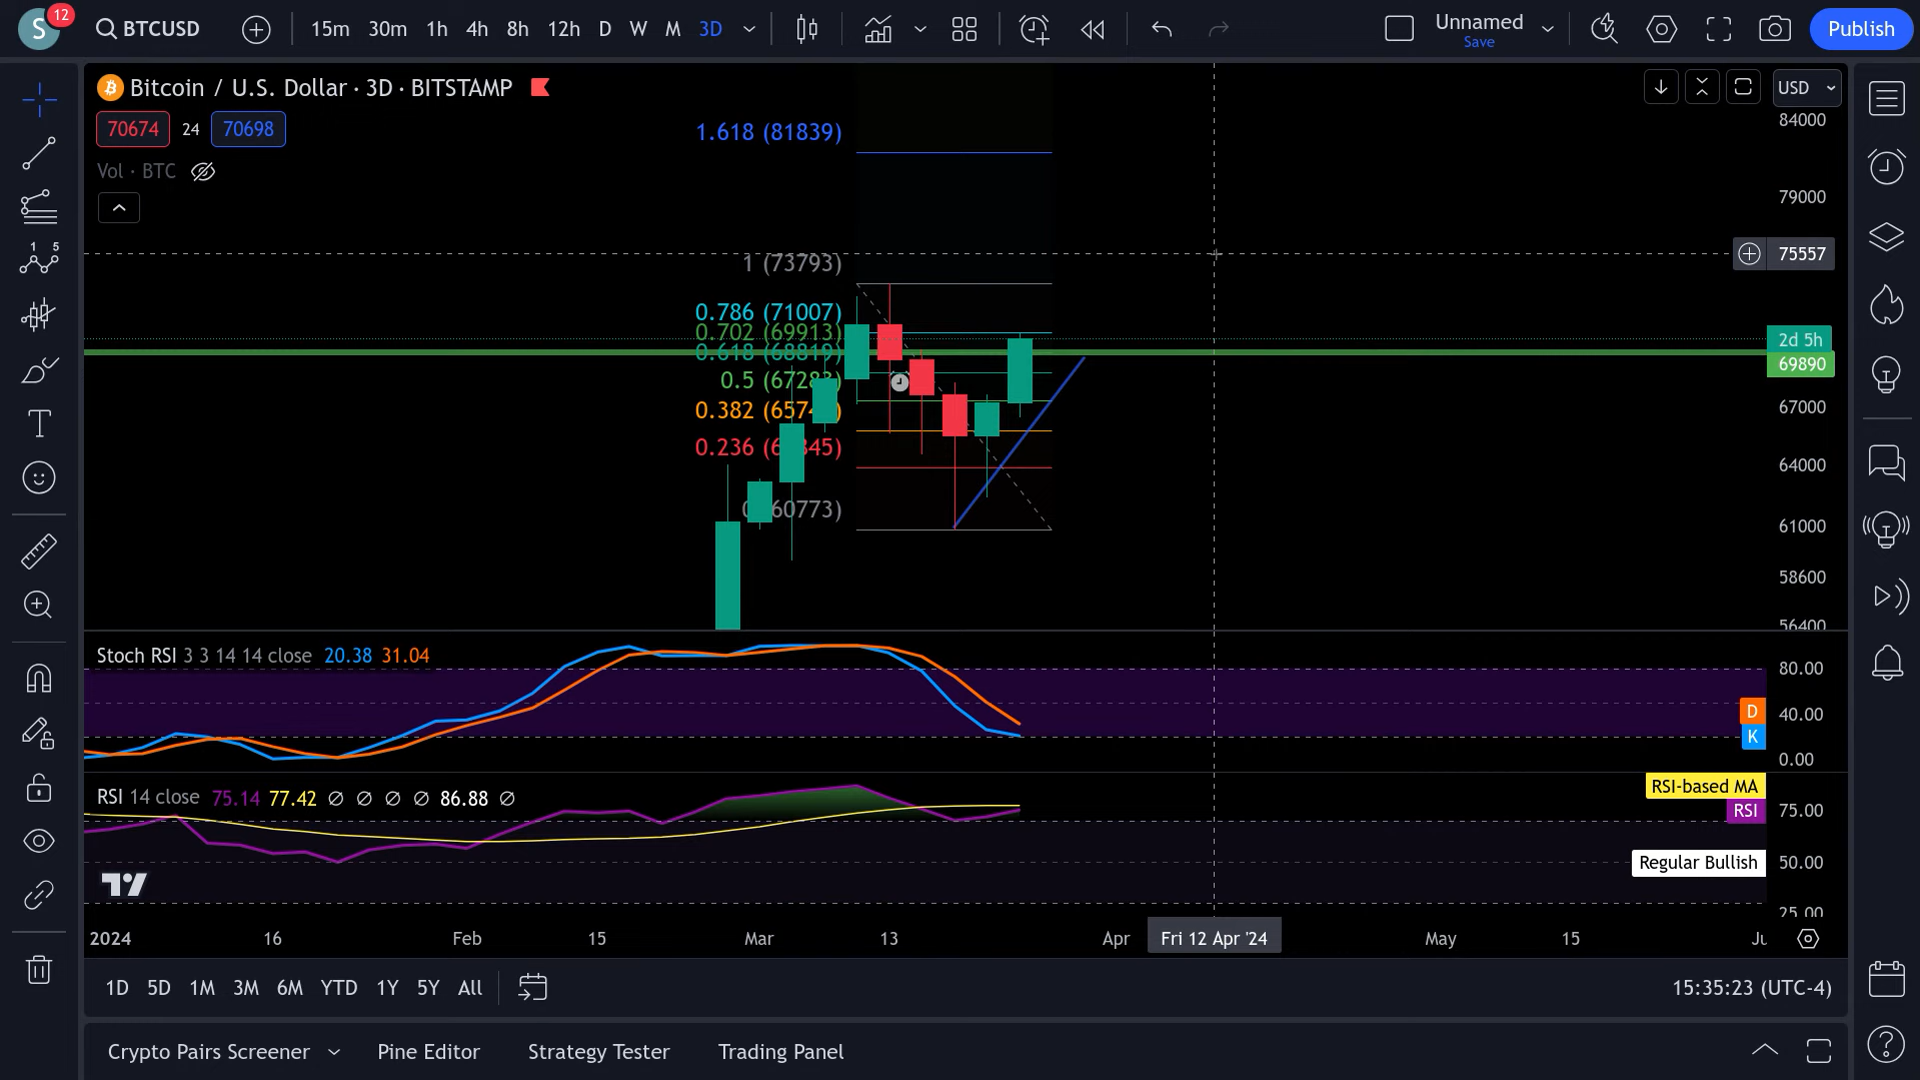 S 12 BTCUSD 15m 30m 1h 4h 8h 12h D W M 3D Unnamed Save Publish
Bitcoin / U.S. Dollar · 3D · BITSTAMP USD
70674 24 70698
Vol · BTC
1.618 (81839)
1 (73793)
0.786 (71007)
0.702 (69913)
0.618 (68819)
0.5 (67283)
0.382
0.236
84000
79000
75557
2d 5h
69890
67000
64000
61000
58600
56400
Stoch RSI 3 3 14 14 close 20.38 31.04
80.00
D 40.00
K
0.00
RSI 14 close 75.14 77.42 ∅ ∅ ∅ ∅ 86.88 ∅
RSI-based MA
RSI 75.00
Regular Bullish 50.00
25.00
2024 16 Feb 15 Mar 13 Apr Fri 12 Apr '24 May 15
1D 5D 1M 3M 6M YTD 1Y 5Y All 15:35:23 (UTC-4)
Crypto Pairs Screener Pine Editor Strategy Tester Trading Panel